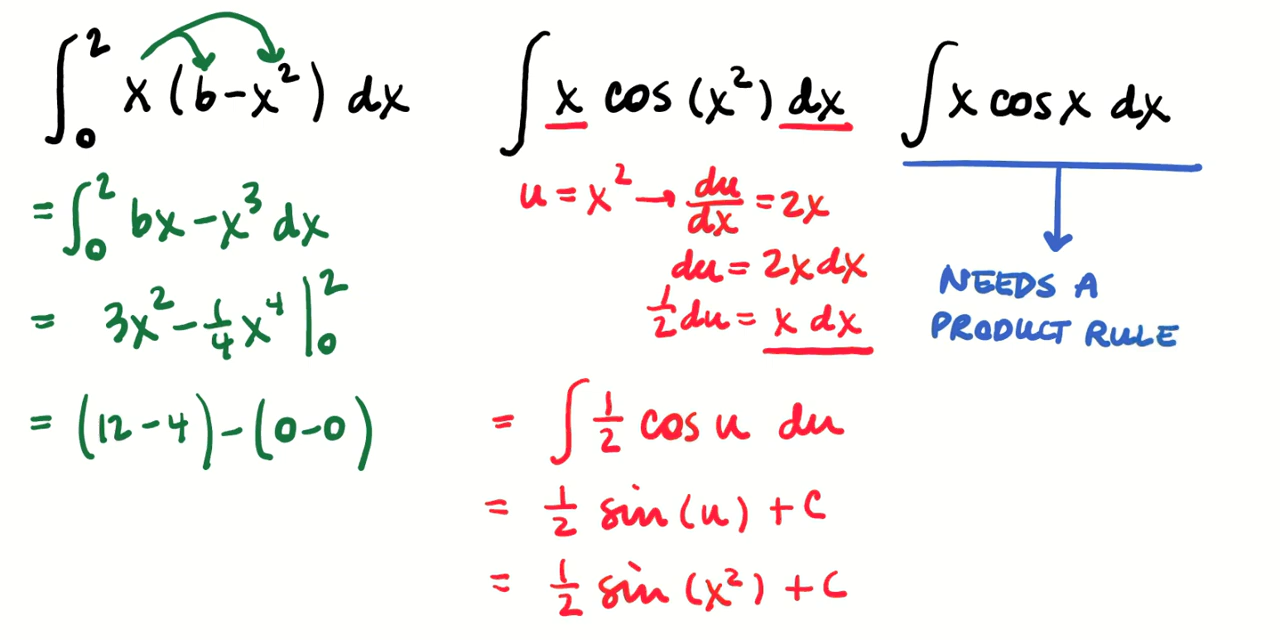 ∫₀² x(6-x²) dx
= ∫₀² 6x-x³ dx
= 3x² - 1/4 x⁴ |₀²
= (12-4)-(0-0)
∫ x cos(x²) dx
u = x² → du/dx = 2x
du = 2x dx
1/2 du = x dx
= ∫ 1/2 cos u du
= 1/2 sin(u) + C
= 1/2 sin(x²) + C
∫ x cos x dx
NEEDS A
PRODUCT RULE